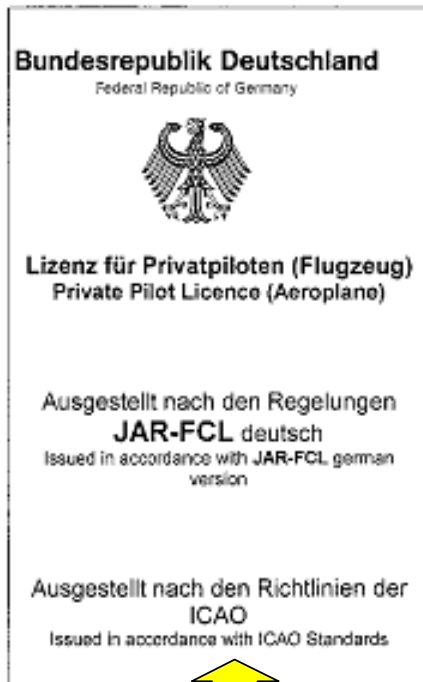 Bundesrepublik Deutschland
Federal Republic of Germany
Lizenz für Privatpiloten (Flugzeug)
Private Pilot Licence (Aeroplane)
Ausgestellt nach den Regelungen
JAR-FCL deutsch
Issued in accordance with JAR-FCL german
version
Ausgestellt nach den Richtlinien der
ICAO
Issued in accordance with ICAO Standards